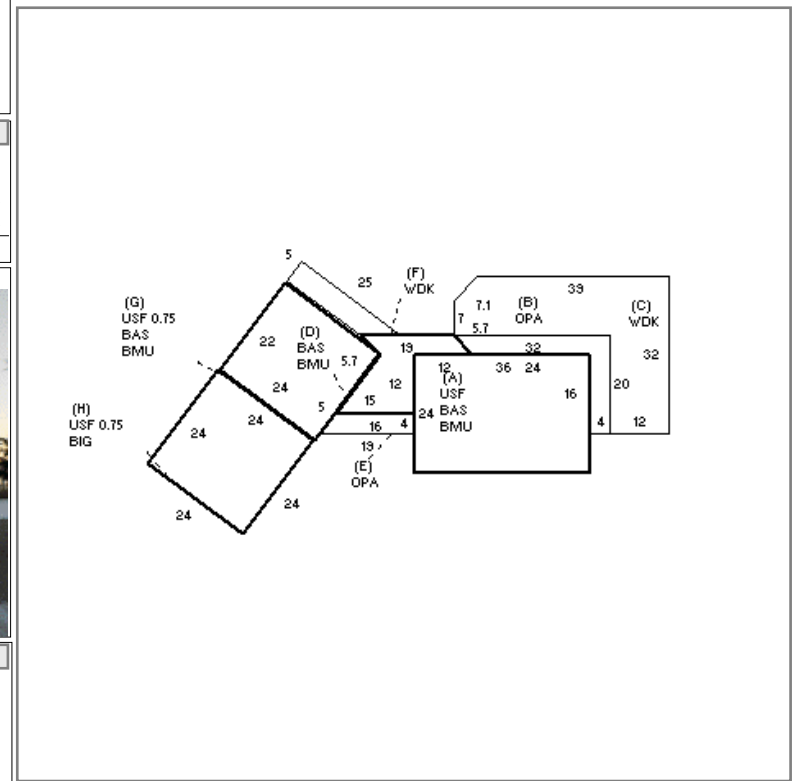 5
25
(F)
WDK
39
(G)
USF 0.75
BAS
BMU
7.1
(B)
OPA
(C)
WDK
7
5.7
22
(D)
BAS
BMU
5.7
19
32
32
24
12
12
36
24
(A)
USF
BAS
BMU
16
20
(H)
USF 0.75
BIG
24
24
5
15
24
16
4
4
12
19
(E)
OPA
24
24